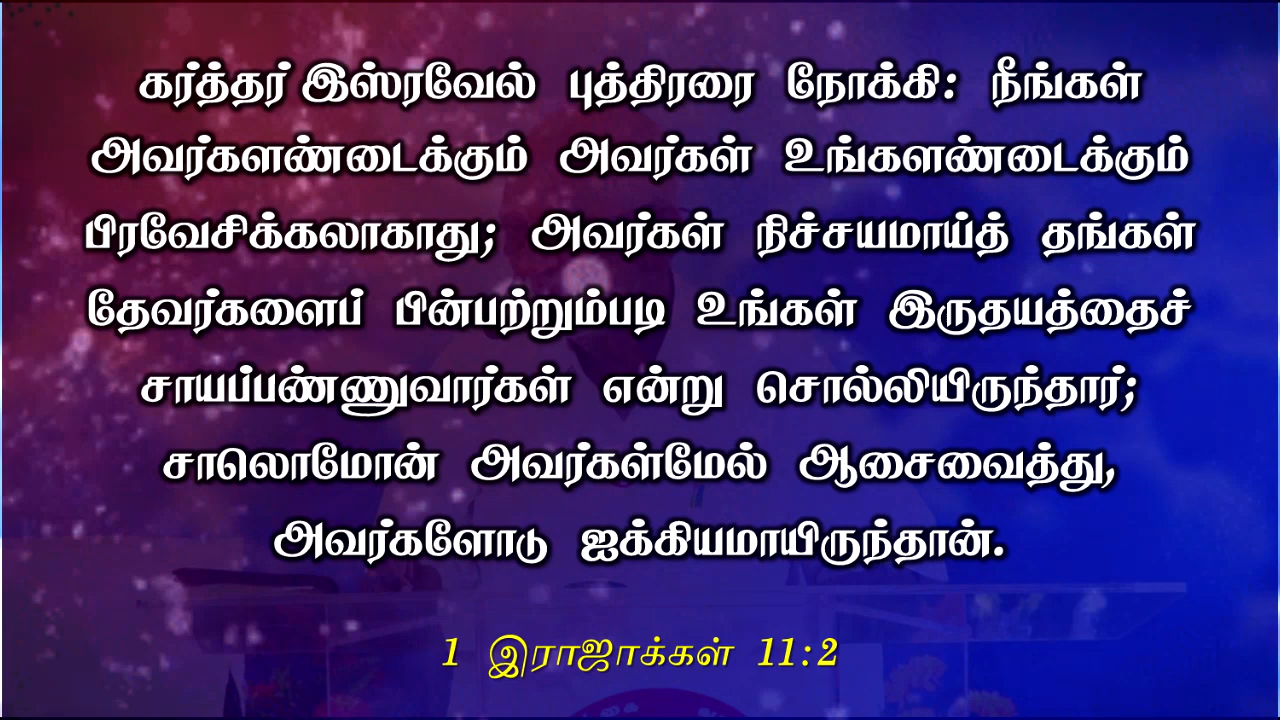 கர்த்தர் இஸ்ரவேல் புத்திரரை நோக்கி: நீங்கள்
அவர்களண்டைக்கும் அவர்கள் உங்களண்டைக்கும்
பிரவேசிக்கலாகாது; அவர்கள் நிச்சயமாய்த் தங்கள்
தேவர்களைப் பின்பற்றும்படி உங்கள் இருதயத்தைச்
சாயப்பண்ணுவார்கள் என்று சொல்லியிருந்தார்;
சாலொமோன் அவர்கள்மேல் ஆசைவைத்து,
அவர்களோடு ஐக்கியமாயிருந்தான்.
1 இராஜாக்கள் 11:2